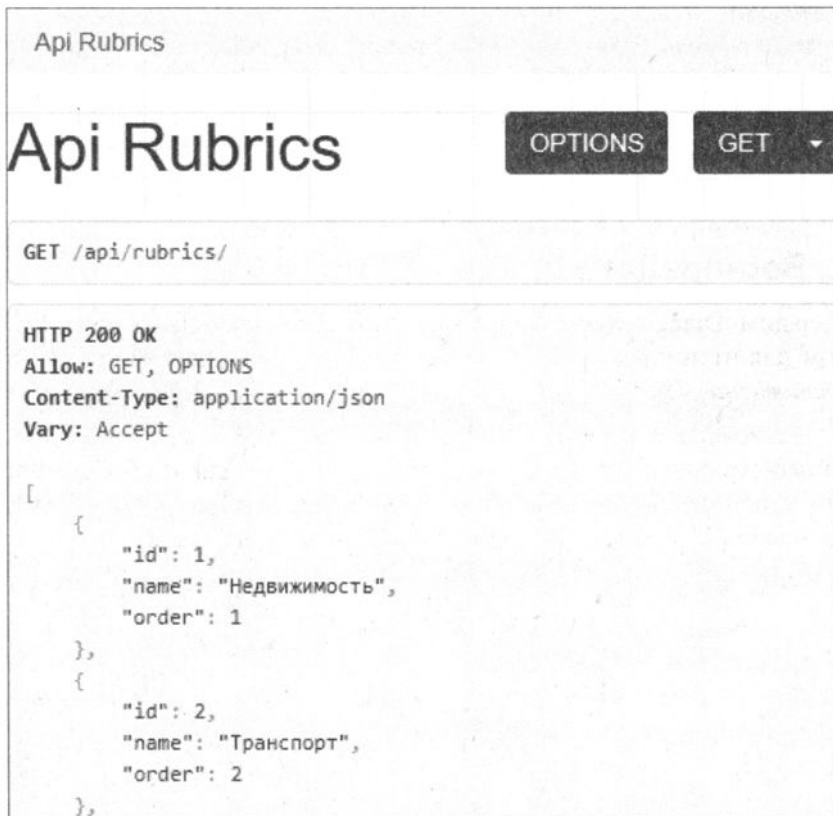 Api Rubrics
Api Rubrics
OPTIONS
GET
GET /api/rubrics/
HTTP 200 OK
Allow: GET, OPTIONS
Content-Type: application/json
Vary: Accept
[
{
"id": 1,
"name": "Недвижимость",
"order": 1
},
{
"id": 2,
"name": "Транспорт",
"order": 2
},